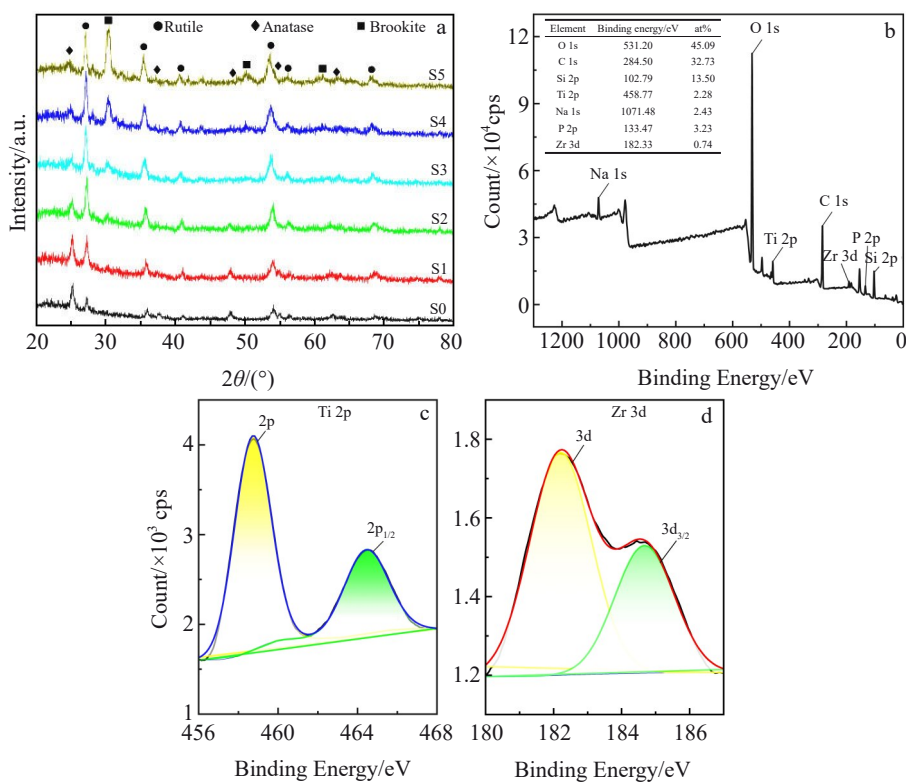 Rutile Anatase Brookite a
S5
S4
S3
S2
S1
S0
Intensity/a.u.
20 30 40 50 60 70 80
2θ/(°)
b
Element Binding energy/eV at%
O 1s 531.20 45.09
C 1s 284.50 32.73
Si 2p 102.79 13.50
Ti 2p 458.77 2.28
Na 1s 1071.48 2.43
P 2p 133.47 3.23
Zr 3d 182.33 0.74
O 1s
Na 1s
C 1s
Ti 2p
P 2p
Zr 3d
Si 2p
Count/×10⁴ cps
12
9
6
3
0
1200 1000 800 600 400 200 0
Binding Energy/eV
Ti 2p c
2p
2p1/2
Count/×10³ cps
4
3
2
1
456 460 464 468
Binding Energy/eV
Zr 3d d
3d
3d3/2
1.8
1.6
1.4
1.2
180 182 184 186
Binding Energy/eV